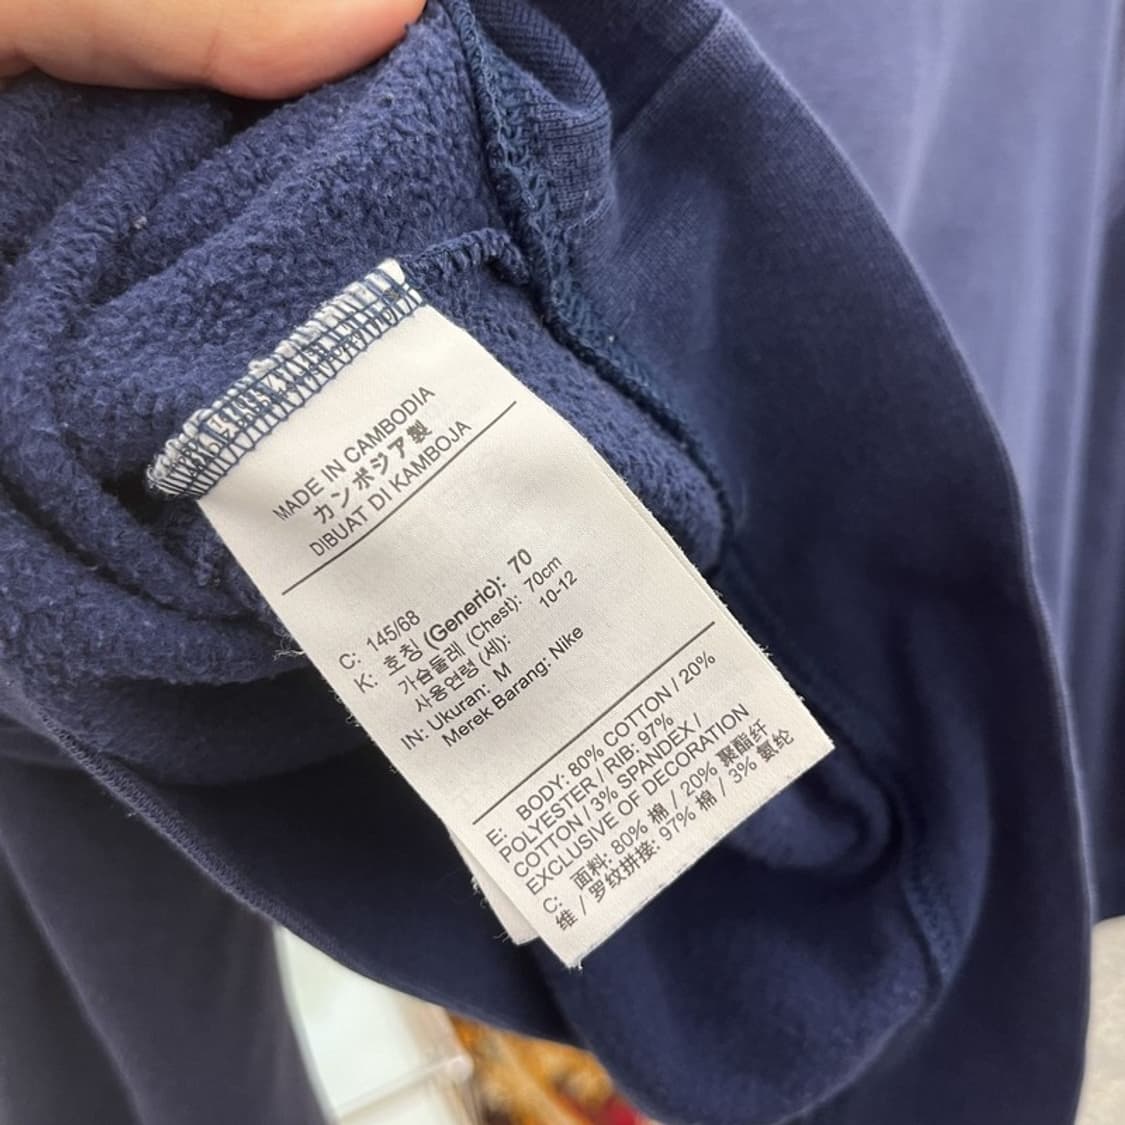 MADE IN CAMBODIA
カンボジア製
DIBUAT DI KAMBOJA
C: 145/68
K: 호칭 (Generic): 70
가슴둘레 (Chest): 70cm
사용연령 (세): 10-12
IN: Ukuran: M
Merek Barang: Nike
E: BODY: 80% COTTON / 20%
POLYESTER / RIB: 97%
COTTON / 3% SPANDEX /
EXCLUSIVE OF DECORATION
C: 面料: 80% 棉 / 20% 聚酯纤
维 / 罗纹拼接: 97% 棉 / 3% 氨纶